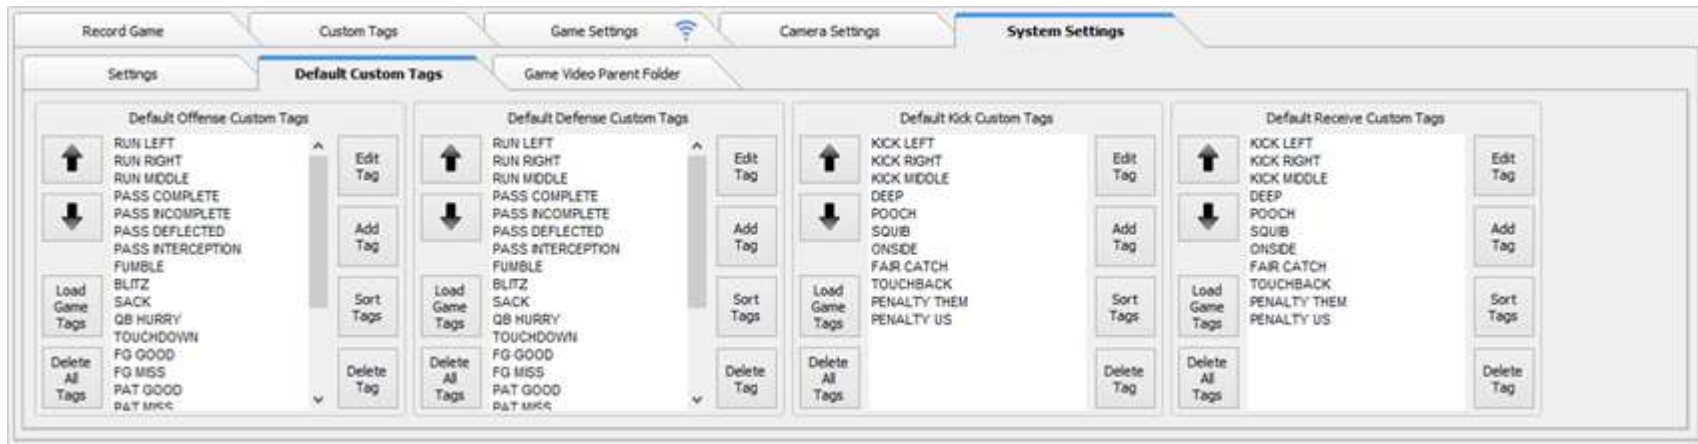 Record Game
Custom Tags
Game Settings
Camera Settings
System Settings
Settings
Default Custom Tags
Game Video Parent Folder
Default Offense Custom Tags
RUN LEFT
RUN RIGHT
RUN MIDDLE
PASS COMPLETE
PASS INCOMPLETE
PASS DEFLECTED
PASS INTERCEPTION
FUMBLE
BLITZ
SACK
QB HURRY
TOUCHDOWN
FG GOOD
FG MISS
PAT GOOD
PAT MISS
Load
Game
Tags
Delete
All
Tags
Edit
Tag
Add
Tag
Sort
Tags
Delete
Tag
Default Defense Custom Tags
RUN LEFT
RUN RIGHT
RUN MIDDLE
PASS COMPLETE
PASS INCOMPLETE
PASS DEFLECTED
PASS INTERCEPTION
FUMBLE
BLITZ
SACK
QB HURRY
TOUCHDOWN
FG GOOD
FG MISS
PAT GOOD
PAT MISS
Load
Game
Tags
Delete
All
Tags
Edit
Tag
Add
Tag
Sort
Tags
Delete
Tag
Default Kick Custom Tags
KICK LEFT
KICK RIGHT
KICK MIDDLE
DEEP
POOCH
SQUIB
ONSIDE
FAIR CATCH
TOUCHBACK
PENALTY THEM
PENALTY US
Load
Game
Tags
Delete
All
Tags
Edit
Tag
Add
Tag
Sort
Tags
Delete
Tag
Default Receive Custom Tags
KICK LEFT
KICK RIGHT
KICK MIDDLE
DEEP
POOCH
SQUIB
ONSIDE
FAIR CATCH
TOUCHBACK
PENALTY THEM
PENALTY US
Load
Game
Tags
Delete
All
Tags
Edit
Tag
Add
Tag
Sort
Tags
Delete
Tag